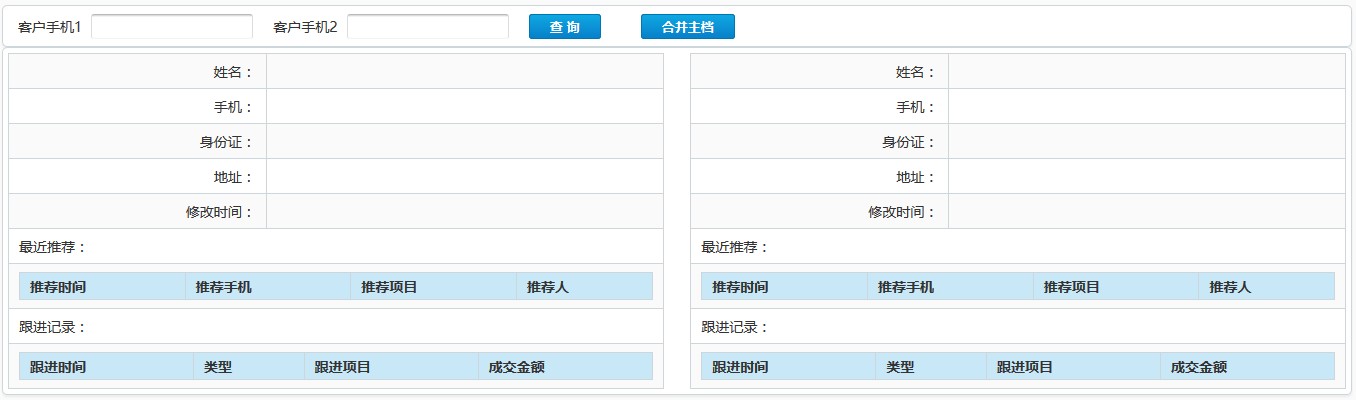 客户手机1 客户手机2 查 询 合并主档
姓名： 姓名：
手机： 手机：
身份证： 身份证：
地址： 地址：
修改时间： 修改时间：
最近推荐： 最近推荐：
推荐时间 推荐手机 推荐项目 推荐人 推荐时间 推荐手机 推荐项目 推荐人
跟进记录： 跟进记录：
跟进时间 类型 跟进项目 成交金额 跟进时间 类型 跟进项目 成交金额